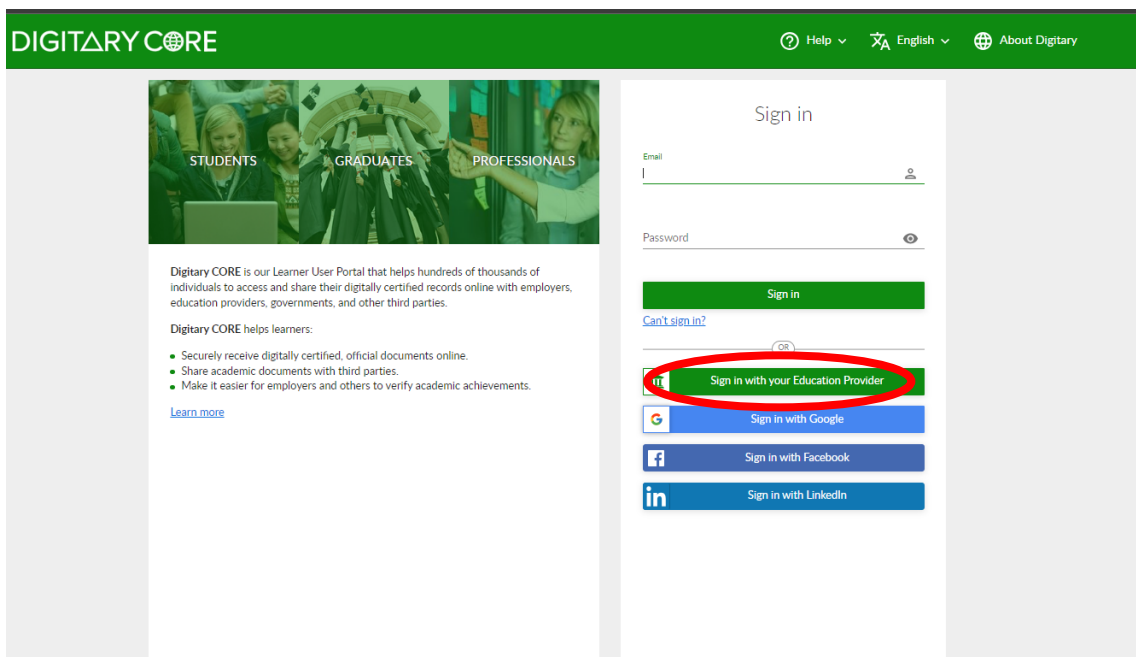 DIGITARY CORE
Help
English
About Digitary
STUDENTS
GRADUATES
PROFESSIONALS
Digitary CORE is our Learner User Portal that helps hundreds of thousands of
individuals to access and share their digitally certified records online with employers,
education providers, governments, and other third parties.
Digitary CORE helps learners:
Securely receive digitally certified, official documents online.
Share academic documents with third parties.
Make it easier for employers and others to verify academic achievements.
Learn more
Sign in
Email
Password
Sign in
Can't sign in?
OR
Sign in with your Education Provider
G Sign in with Google
f Sign in with Facebook
in Sign in with LinkedIn